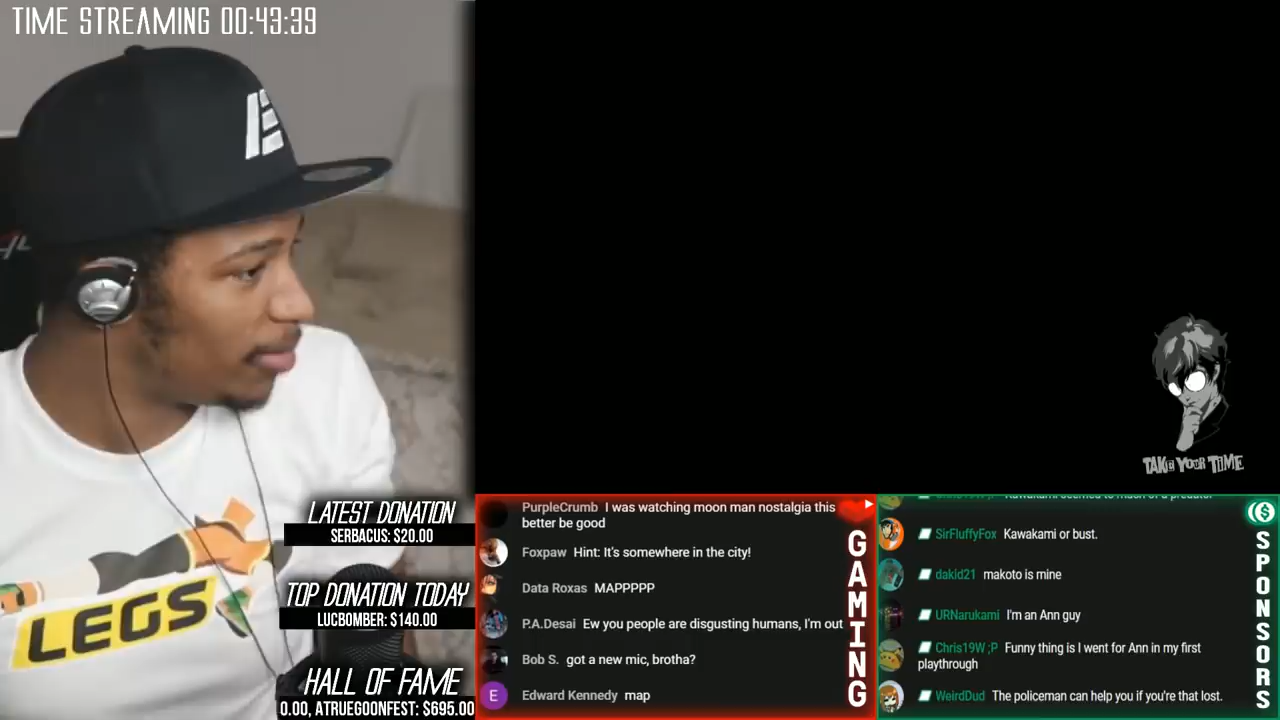 TIME STREAMING 00:43:39
LEGS
LATEST DONATION
SERBACUS: $20.00
TOP DONATION TODAY
LUCBOMBER: $140.00
HALL OF FAME
0.00, ATRUEGOONFEST: $695.00
TAKE YOUR TIME
PurpleCrumb I was watching moon man nostalgia this
better be good
Foxpaw Hint: It's somewhere in the city!
Data Roxas MAPPPPP
P.A.Desai Ew you people are disgusting humans, I'm out
Bob S. got a new mic, brotha?
E Edward Kennedy map
GAMING
SirFluffyFox Kawakami or bust.
dakid21 makoto is mine
URNarukami I'm an Ann guy
Chris19W ;P Funny thing is I went for Ann in my first
playthrough
WeirdDud The policeman can help you if you're that lost.
SPONSORS